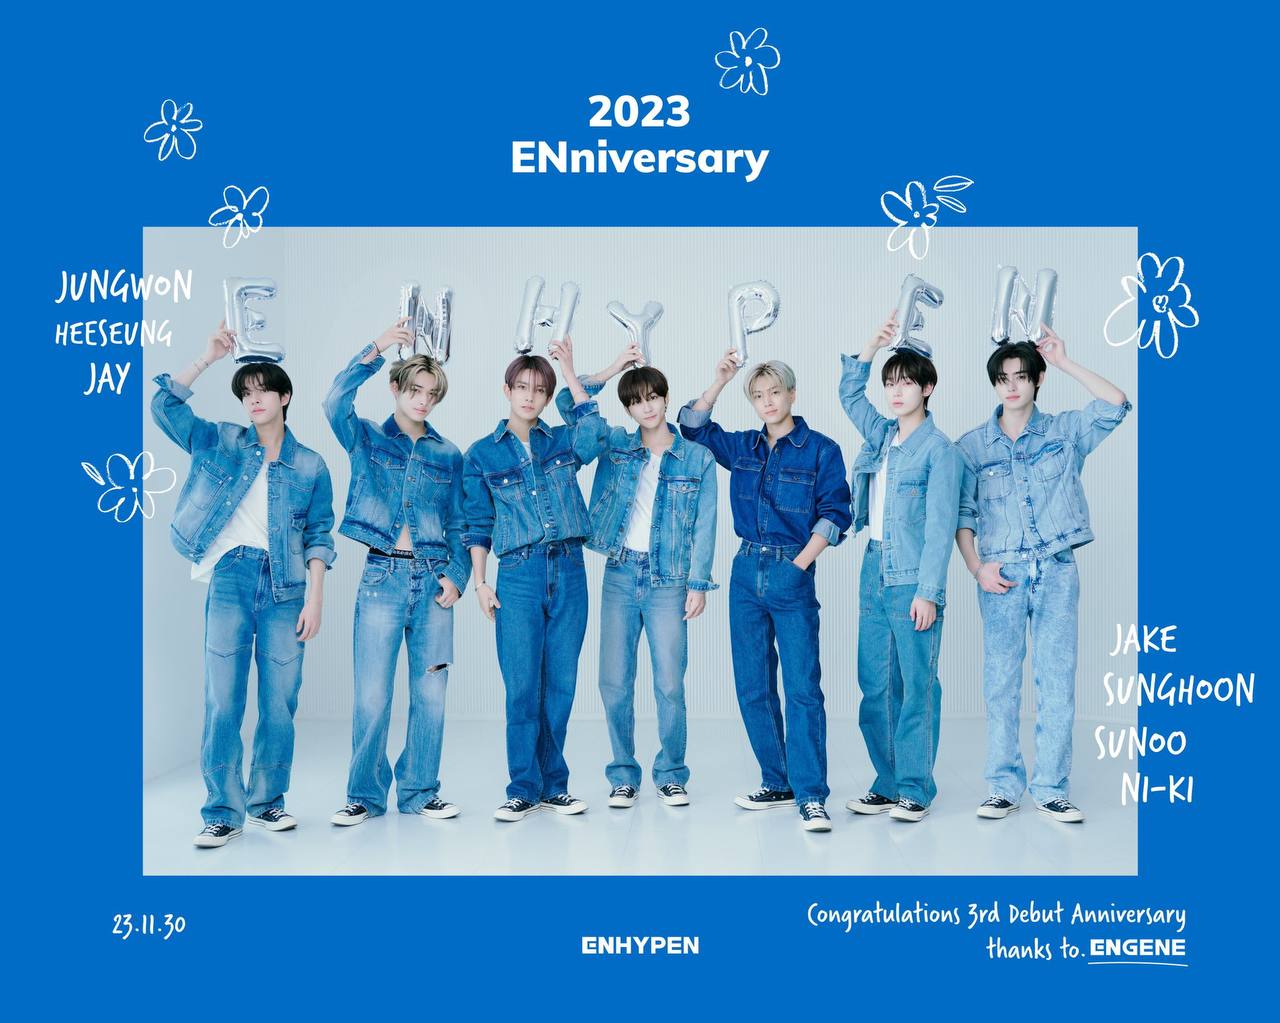 2023
ENniversary
JUNGWON
HEESEUNG
JAY
E N H Y P E N
JAKE
SUNGHOON
SUNOO
NI-KI
23.11.30
ENHYPEN
Congratulations 3rd Debut Anniversary
thanks to. ENGENE